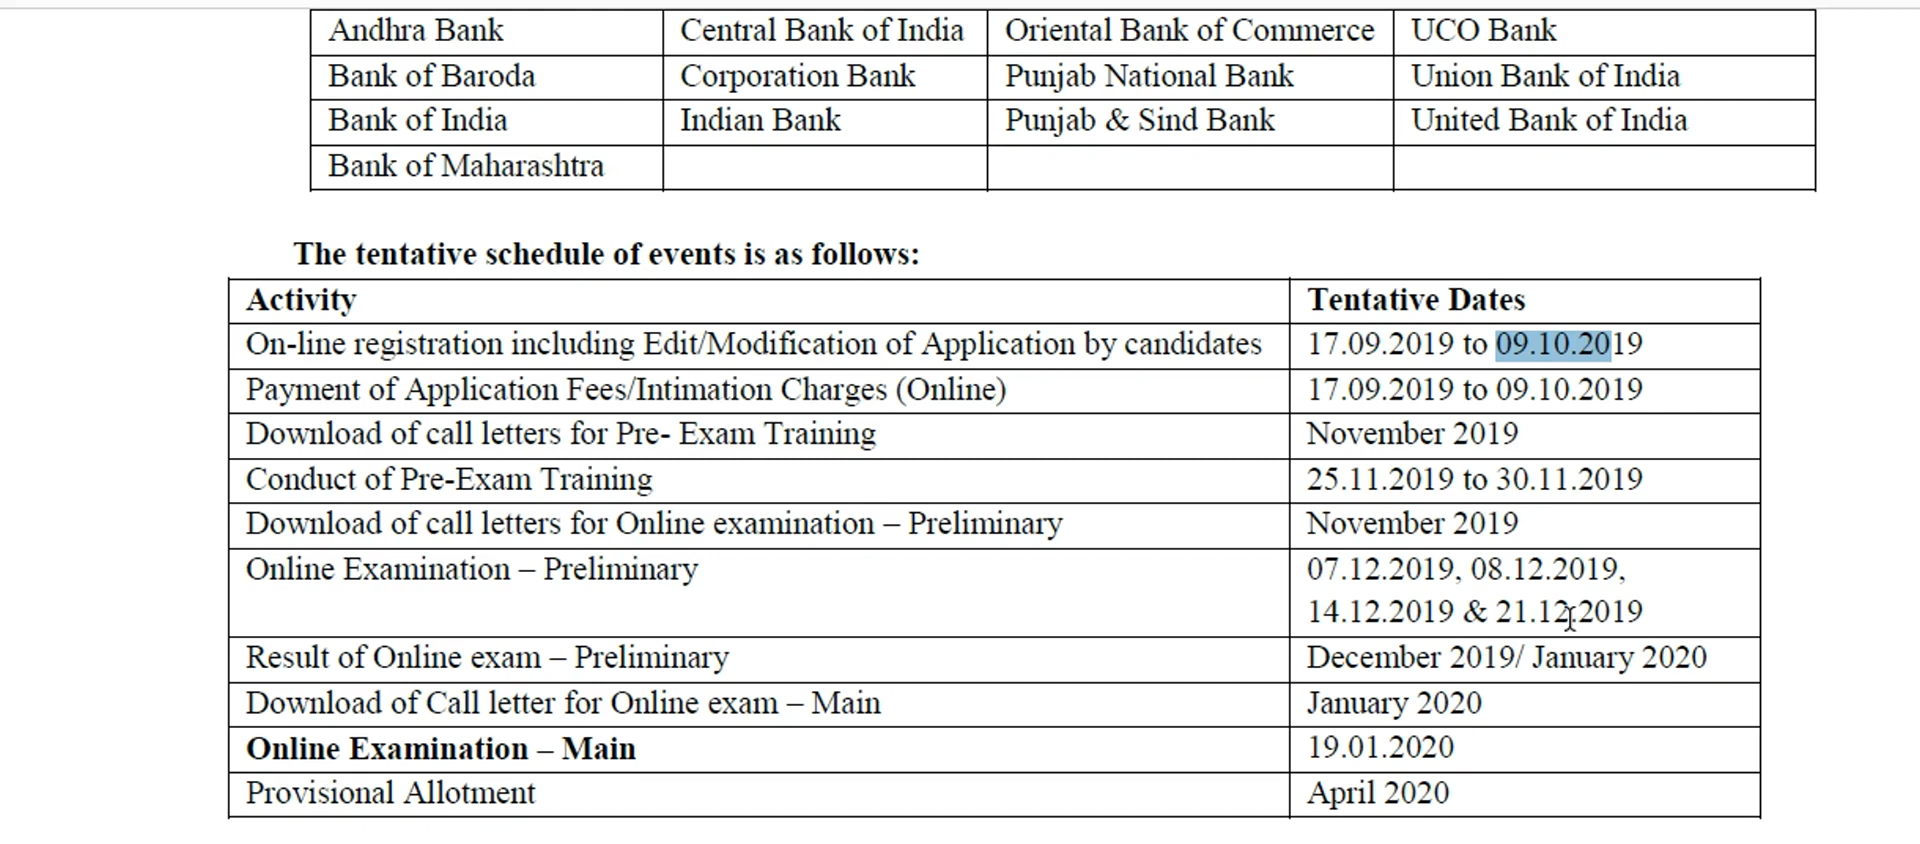 Andhra Bank Central Bank of India Oriental Bank of Commerce UCO Bank
Bank of Baroda Corporation Bank Punjab National Bank Union Bank of India
Bank of India Indian Bank Punjab & Sind Bank United Bank of India
Bank of Maharashtra
The tentative schedule of events is as follows:
Activity Tentative Dates
On-line registration including Edit/Modification of Application by candidates 17.09.2019 to 09.10.2019
Payment of Application Fees/Intimation Charges (Online) 17.09.2019 to 09.10.2019
Download of call letters for Pre- Exam Training November 2019
Conduct of Pre-Exam Training 25.11.2019 to 30.11.2019
Download of call letters for Online examination – Preliminary November 2019
Online Examination – Preliminary 07.12.2019, 08.12.2019,
14.12.2019 & 21.12.2019
Result of Online exam – Preliminary December 2019/ January 2020
Download of Call letter for Online exam – Main January 2020
Online Examination – Main 19.01.2020
Provisional Allotment April 2020